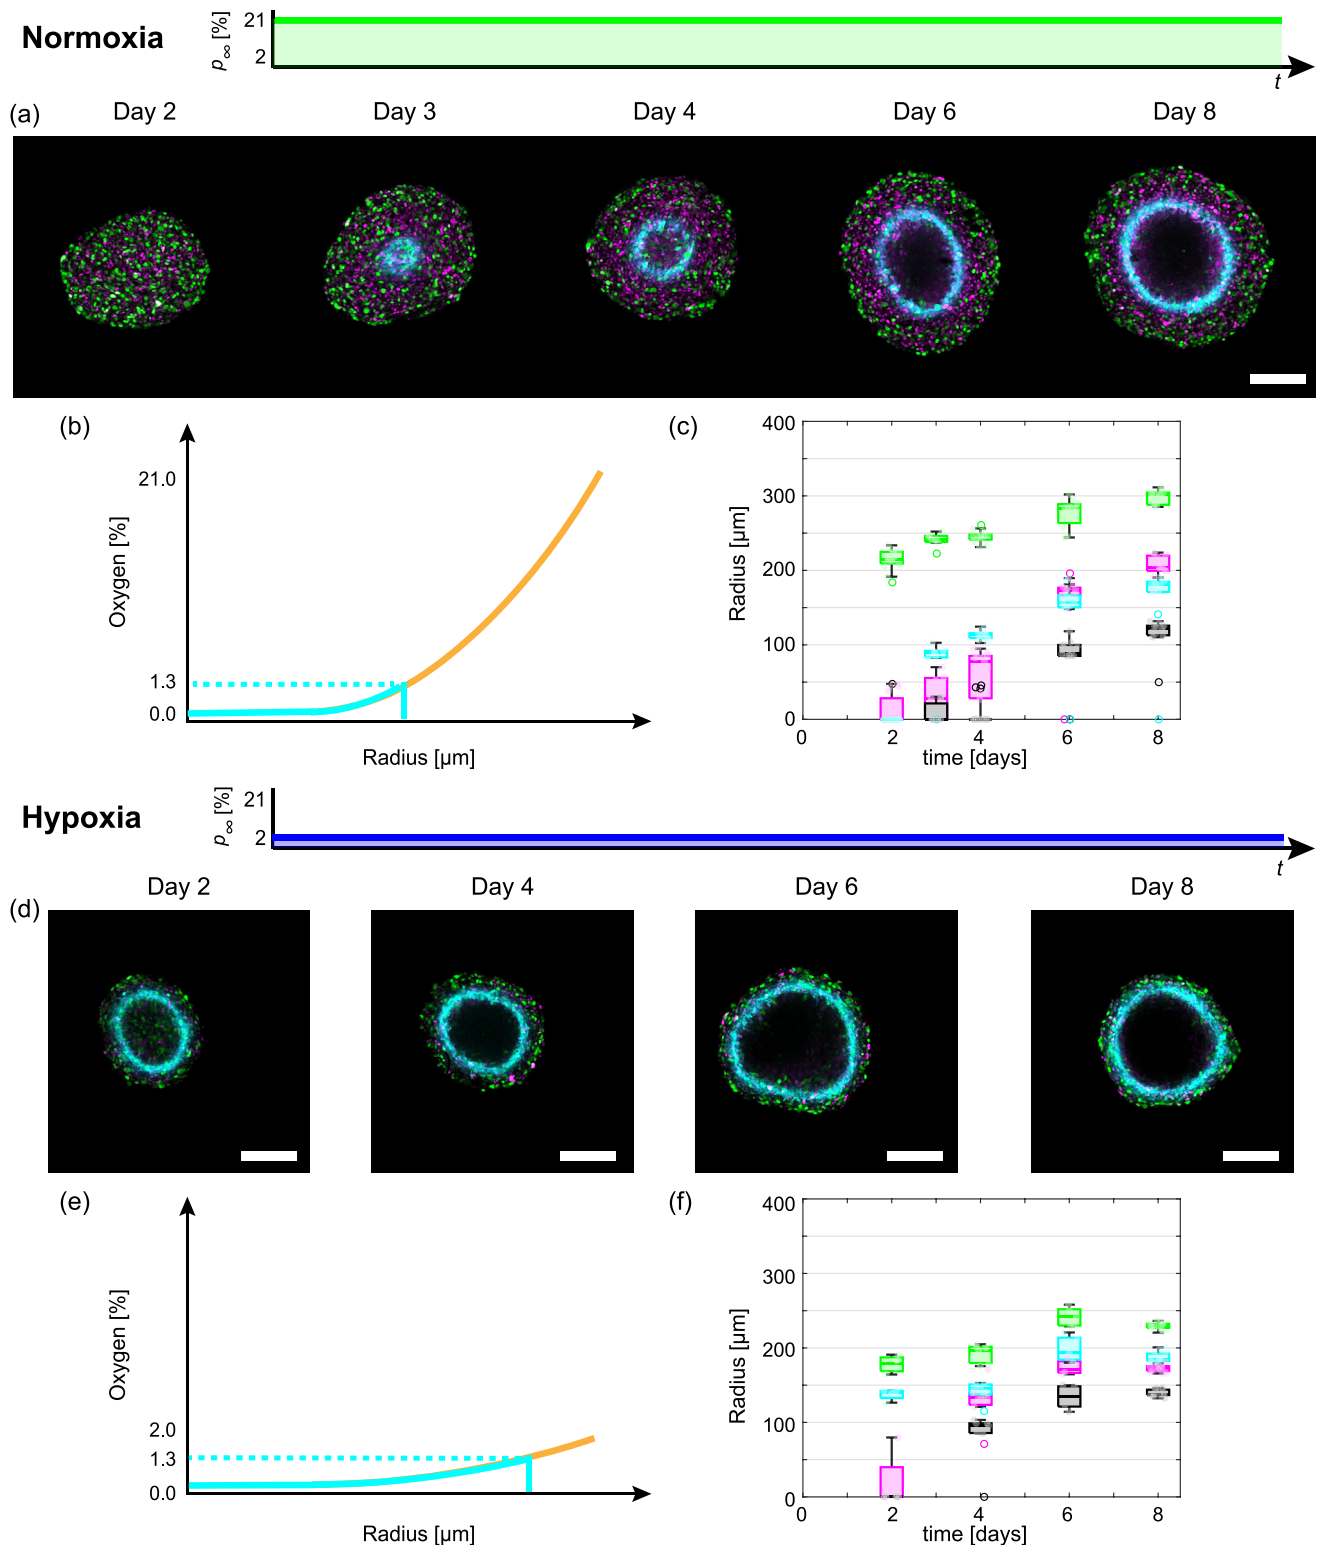 Normoxia
p∞ [%]
21
2
t
(a)
Day 2
Day 3
Day 4
Day 6
Day 8
(b)
Oxygen [%]
21.0
1.3
0.0
Radius [µm]
(c)
Radius [µm]
400
300
200
100
0
0
2
4
6
8
time [days]
Hypoxia
p∞ [%]
21
2
t
(d)
Day 2
Day 4
Day 6
Day 8
(e)
Oxygen [%]
2.0
1.3
0.0
Radius [µm]
(f)
Radius [µm]
400
300
200
100
0
0
2
4
6
8
time [days]